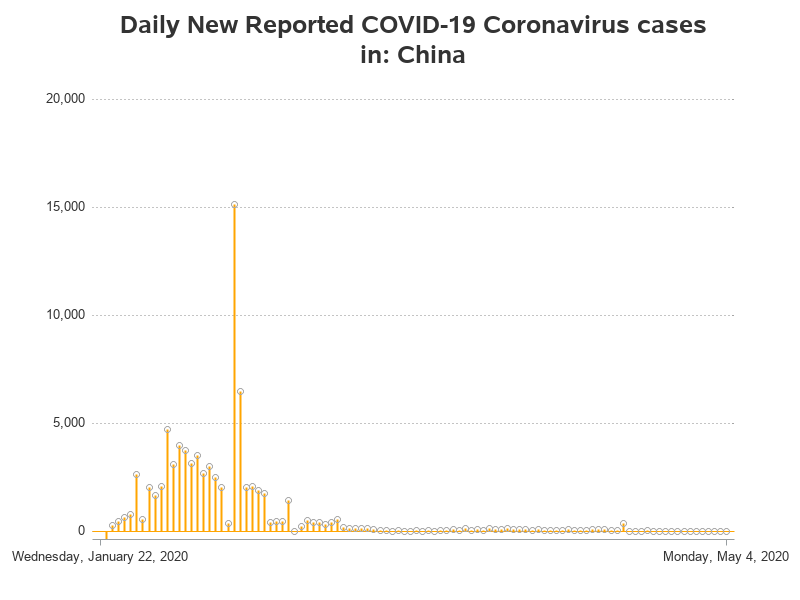 Daily New Reported COVID-19 Coronavirus cases
in: China
20,000
15,000
10,000
5,000
0
Wednesday, January 22, 2020
Monday, May 4, 2020